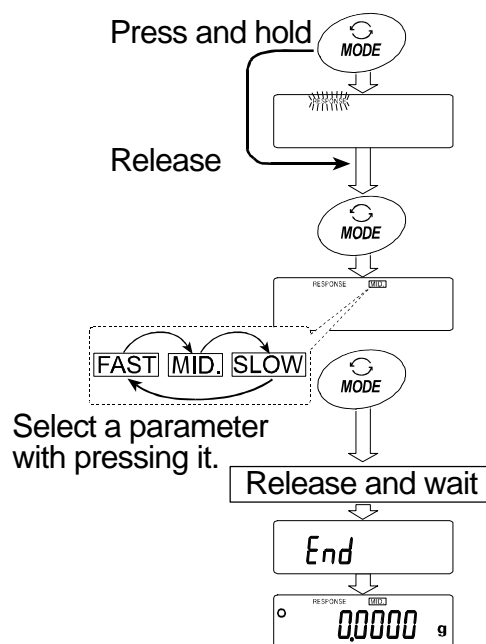 Press and hold
MODE
RESPONSE
Release
MODE
RESPONSE MID.
FAST MID. SLOW
MODE
Select a parameter
with pressing it.
Release and wait
End
RESPONSE MID.
0.0000 g